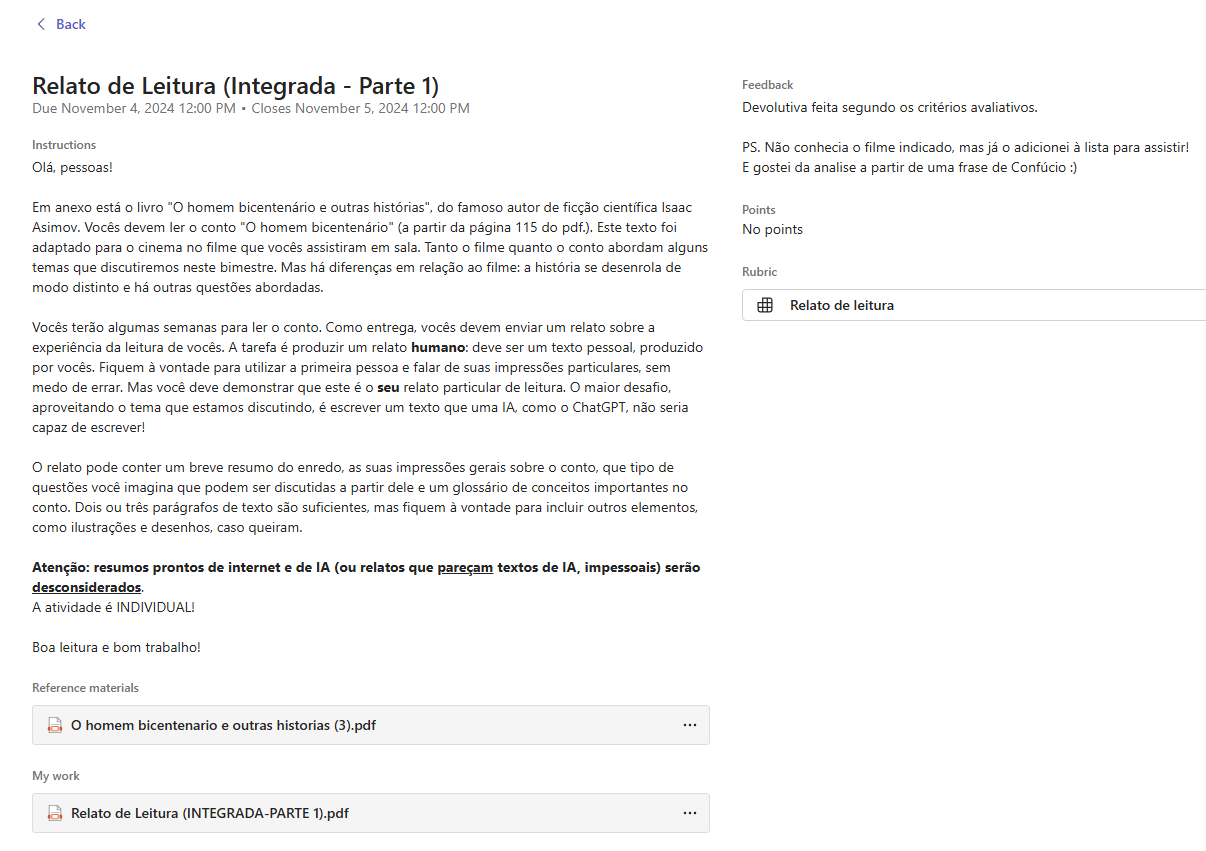 Back
Relato de Leitura (Integrada - Parte 1)
Due November 4, 2024 12:00 PM • Closes November 5, 2024 12:00 PM
Instructions
Olá, pessoas!
Em anexo está o livro "O homem bicentenário e outras histórias", do famoso autor de ficção científica Isaac
Asimov. Vocês devem ler o conto "O homem bicentenário" (a partir da página 115 do pdf.). Este texto foi
adaptado para o cinema no filme que vocês assistiram em sala. Tanto o filme quanto o conto abordam alguns
temas que discutiremos neste bimestre. Mas há diferenças em relação ao filme: a história se desenrola de
modo distinto e há outras questões abordadas.
Vocês terão algumas semanas para ler o conto. Como entrega, vocês devem enviar um relato sobre a
experiência da leitura de vocês. A tarefa é produzir um relato humano: deve ser um texto pessoal, produzido
por vocês. Fiquem à vontade para utilizar a primeira pessoa e falar de suas impressões particulares, sem
medo de errar. Mas você deve demonstrar que este é o seu relato particular de leitura. O maior desafio,
aproveitando o tema que estamos discutindo, é escrever um texto que uma IA, como o ChatGPT, não seria
capaz de escrever!
O relato pode conter um breve resumo do enredo, as suas impressões gerais sobre o conto, que tipo de
questões você imagina que podem ser discutidas a partir dele e um glossário de conceitos importantes no
conto. Dois ou três parágrafos de texto são suficientes, mas fiquem à vontade para incluir outros elementos,
como ilustrações e desenhos, caso queiram.
Atenção: resumos prontos de internet e de IA (ou relatos que pareçam textos de IA, impessoais) serão
desconsiderados.
A atividade é INDIVIDUAL!
Boa leitura e bom trabalho!
Reference materials
O homem bicentenario e outras historias (3).pdf
My work
Relato de Leitura (INTEGRADA-PARTE 1).pdf
Feedback
Devolutiva feita segundo os critérios avaliativos.
PS. Não conhecia o filme indicado, mas já o adicionei à lista para assistir!
E gostei da analise a partir de uma frase de Confúcio :)
Points
No points
Rubric
Relato de leitura